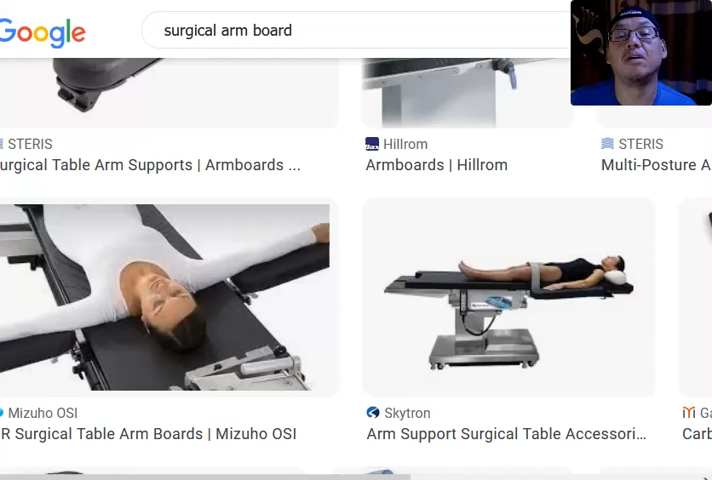 Google
surgical arm board
STERIS
urgical Table Arm Supports | Armboards ...
Hillrom
Armboards | Hillrom
STERIS
Multi-Posture A
Mizuho OSI
R Surgical Table Arm Boards | Mizuho OSI
Skytron
Arm Support Surgical Table Accessori...
Ga
Carb